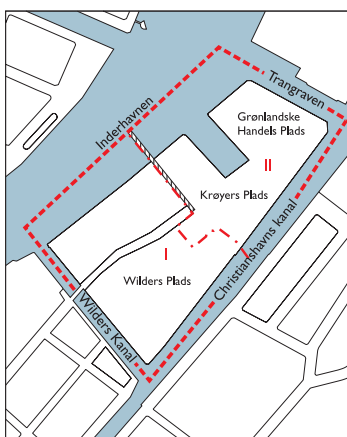 Trangraven
Grønlandske
Handels Plads
Inderhavnen
II
Krøyers Plads
I
Wilders Plads
Christianshavns kanal
Wilders Kanal